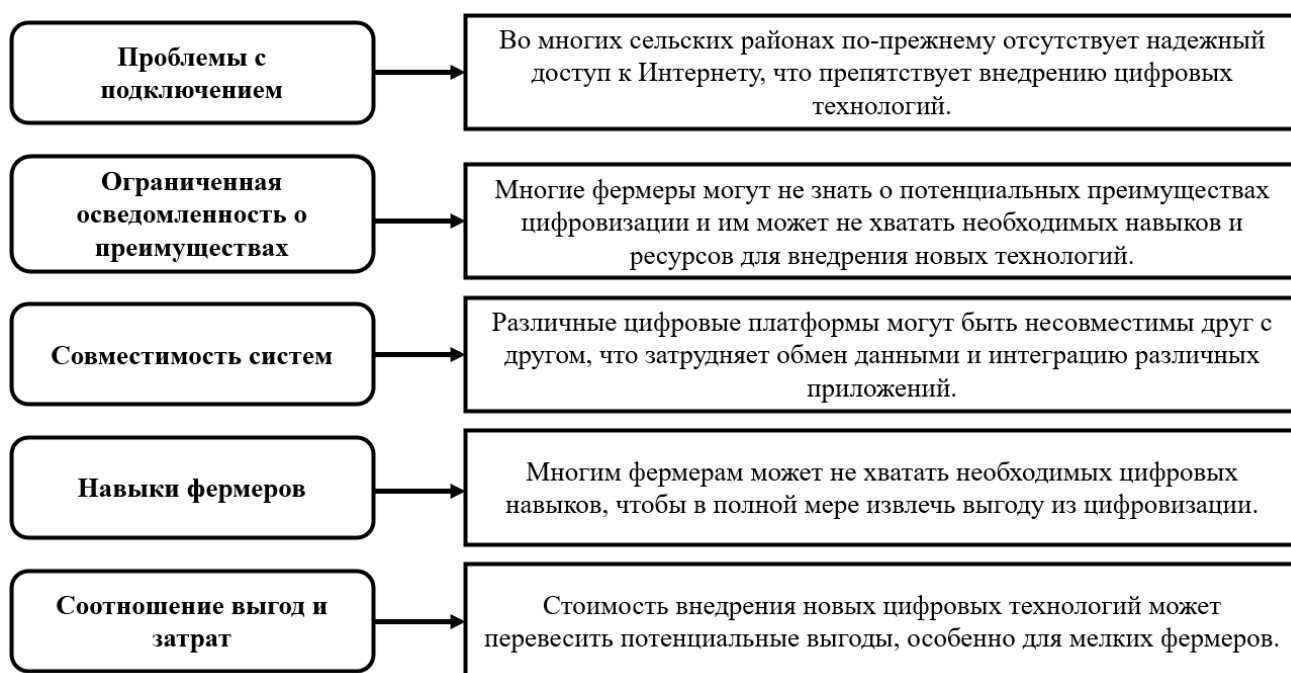 Проблемы с
подключением
Во многих сельских районах по-прежнему отсутствует надежный
доступ к Интернету, что препятствует внедрению цифровых
технологий.
Ограниченная
осведомленность о
преимуществах
Многие фермеры могут не знать о потенциальных преимуществах
цифровизации и им может не хватать необходимых навыков и
ресурсов для внедрения новых технологий.
Совместимость систем
Различные цифровые платформы могут быть несовместимы друг с
другом, что затрудняет обмен данными и интеграцию различных
приложений.
Навыки фермеров
Многим фермерам может не хватать необходимых цифровых
навыков, чтобы в полной мере извлечь выгоду из цифровизации.
Соотношение выгод и
затрат
Стоимость внедрения новых цифровых технологий может
перевесить потенциальные выгоды, особенно для мелких фермеров.